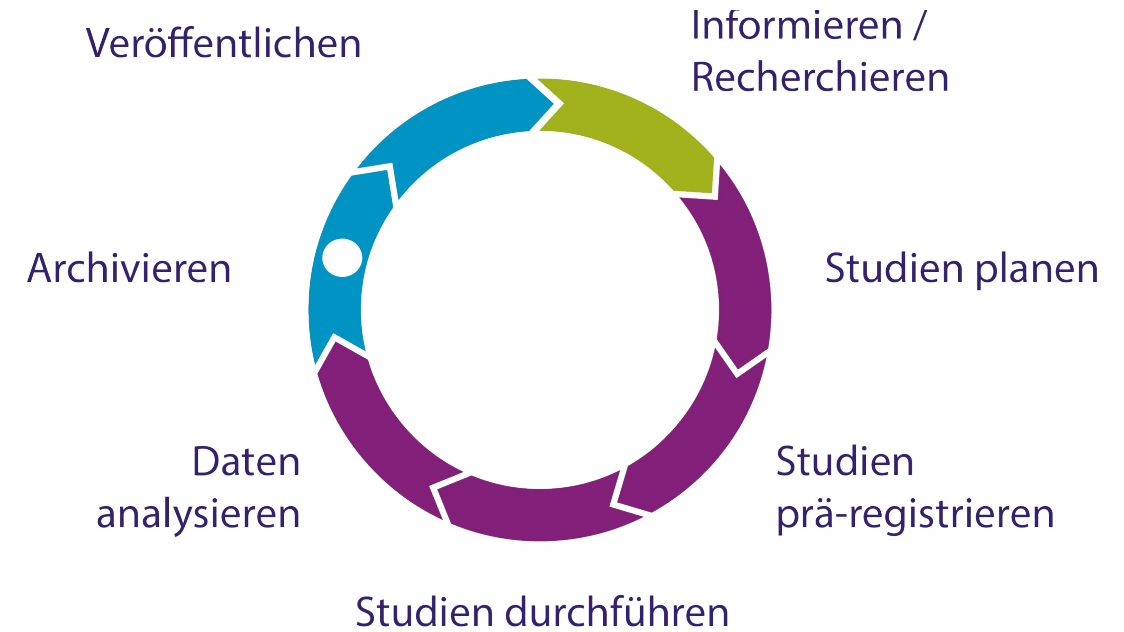 Veröffentlichen
Informieren /
Recherchieren
Archivieren
Studien planen
Daten
analysieren
Studien
prä-registrieren
Studien durchführen